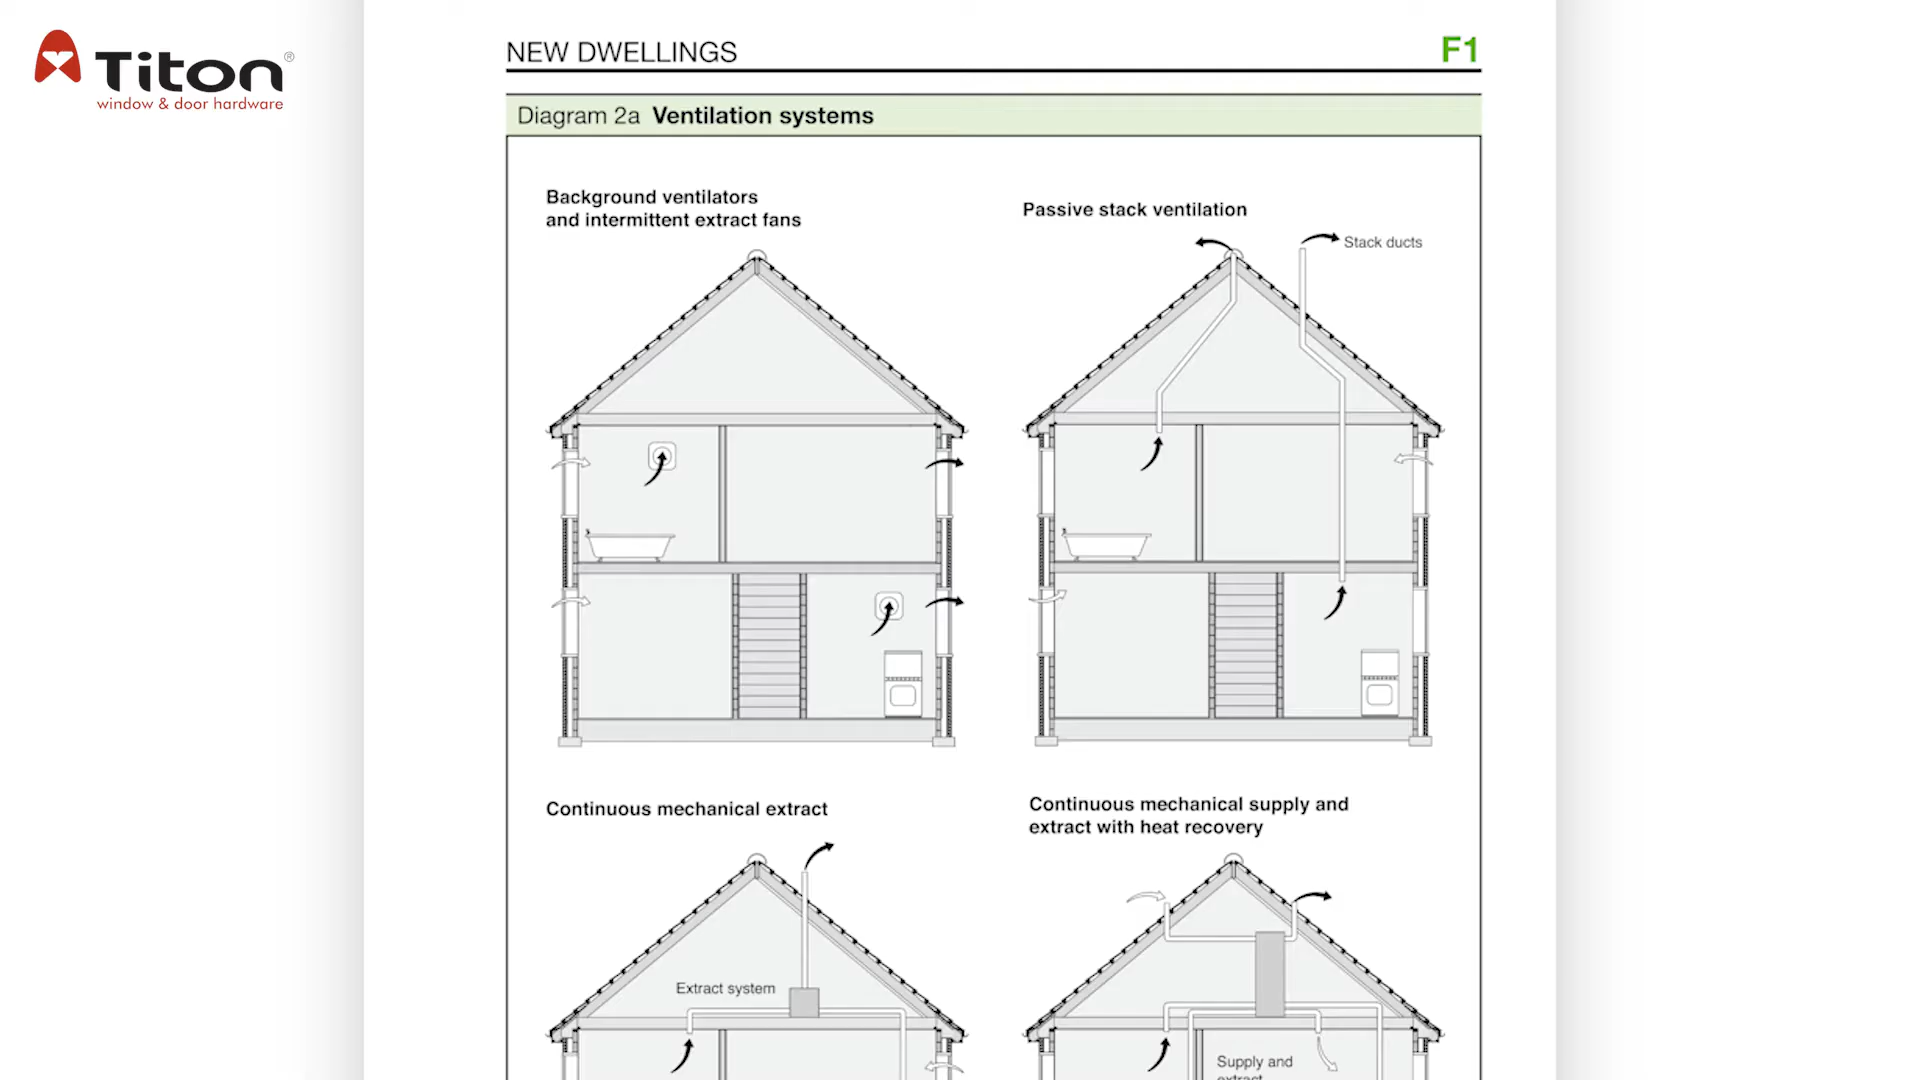 Titon®
window & door hardware
NEW DWELLINGS
F1
Diagram 2a Ventilation systems
Background ventilators
and intermittent extract fans
Passive stack ventilation
Stack ducts
Continuous mechanical extract
Continuous mechanical supply and
extract with heat recovery
Extract system
Supply and
extract